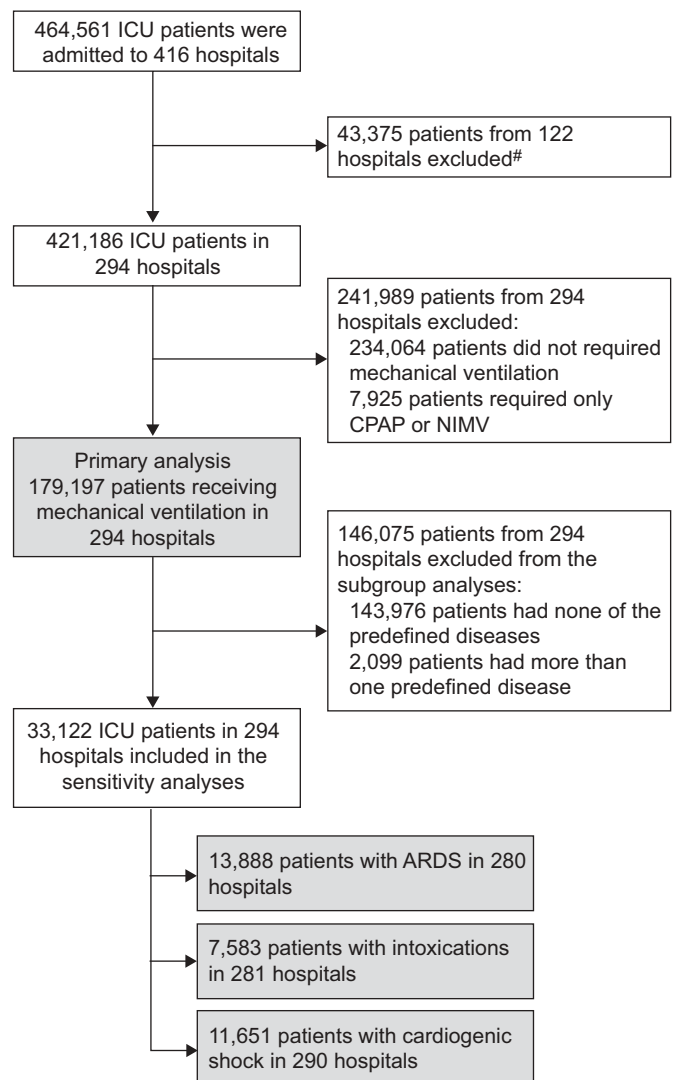 464,561 ICU patients were
admitted to 416 hospitals
43,375 patients from 122
hospitals excluded#
421,186 ICU patients in
294 hospitals
241,989 patients from 294
hospitals excluded:
234,064 patients did not required
mechanical ventilation
7,925 patients required only
CPAP or NIMV
Primary analysis
179,197 patients receiving
mechanical ventilation in
294 hospitals
146,075 patients from 294
hospitals excluded from the
subgroup analyses:
143,976 patients had none of the
predefined diseases
2,099 patients had more than
one predefined disease
33,122 ICU patients in 294
hospitals included in the
sensitivity analyses
13,888 patients with ARDS in 280
hospitals
7,583 patients with intoxications
in 281 hospitals
11,651 patients with cardiogenic
shock in 290 hospitals